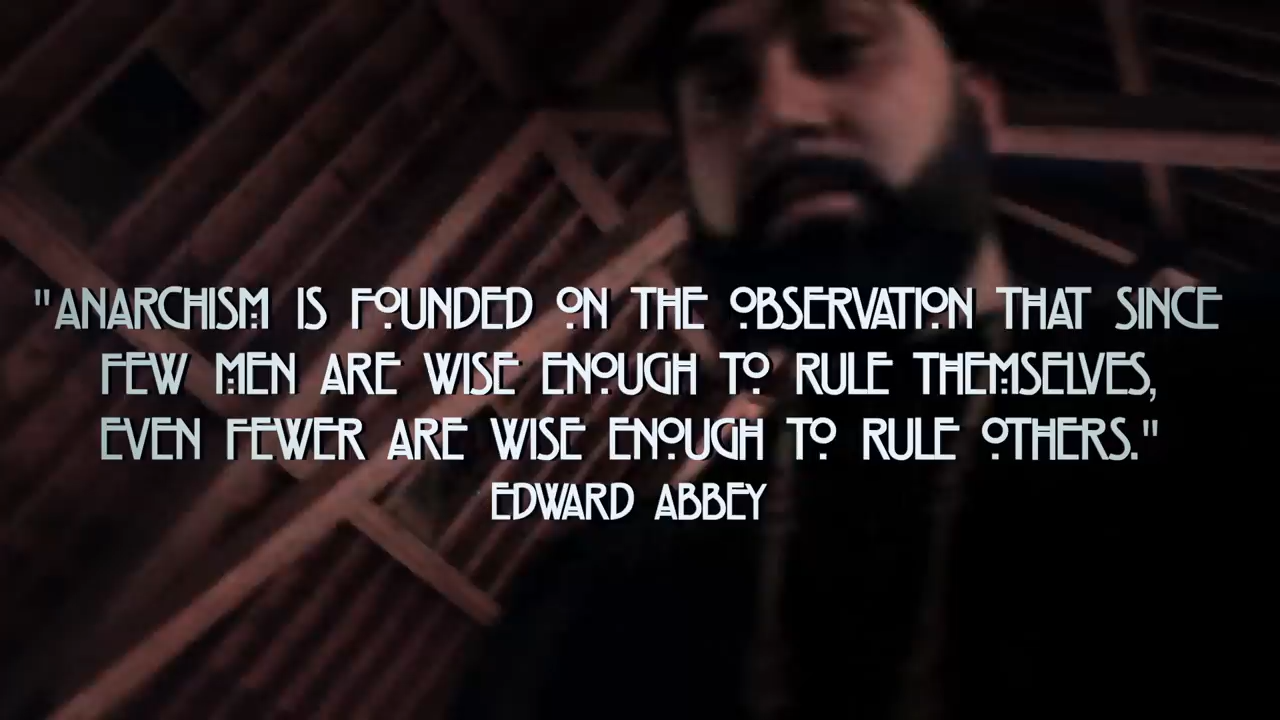 "ANARCHISM IS FOUNDED ON THE OBSERVATION THAT SINCE
FEW MEN ARE WISE ENOUGH TO RULE THEMSELVES,
EVEN FEWER ARE WISE ENOUGH TO RULE OTHERS."
EDWARD ABBEY